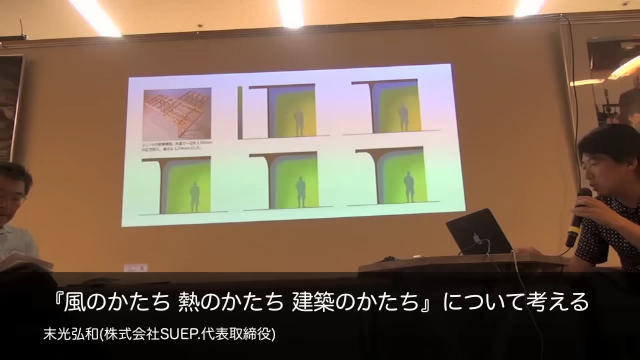 『風のかたち 熱のかたち 建築のかたち』について考える
末光弘和(株式会社SUEP.代表取締役)